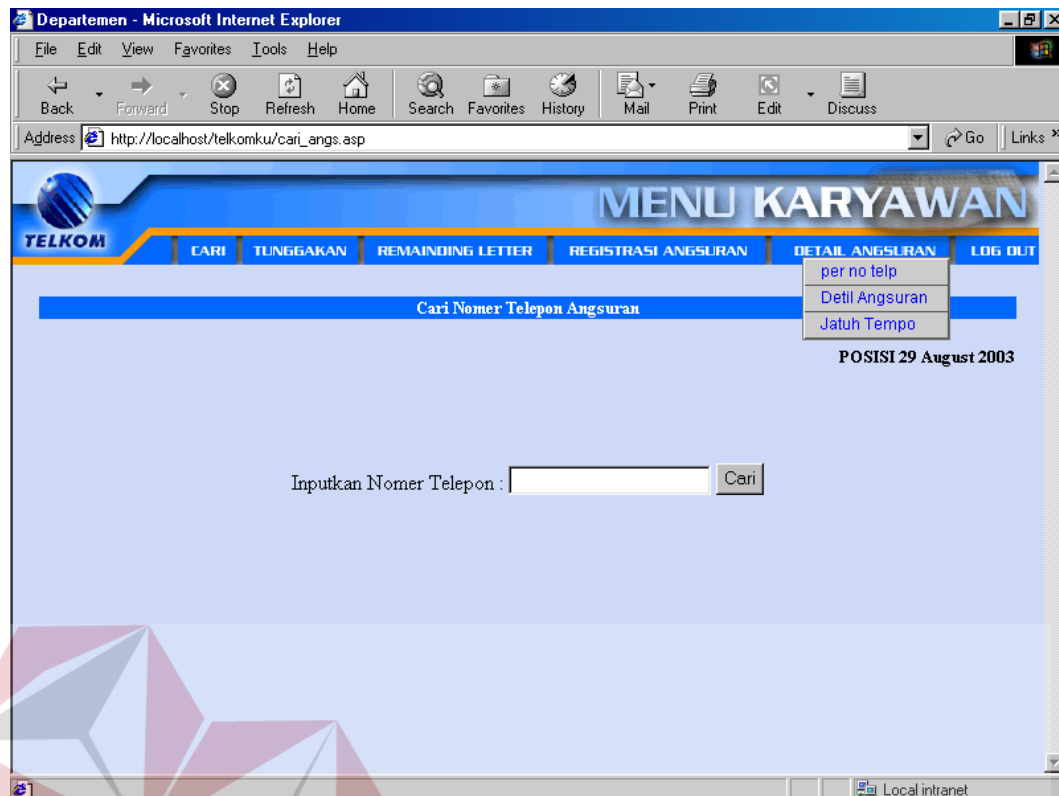 Departemen - Microsoft Internet Explorer
File Edit View Favorites Tools Help
Back Forward Stop Refresh Home Search Favorites History Mail Print Edit Discuss
Address http://localhost/telkomku/cari_angs.asp Go Links »
MENU KARYAWAN
TELKOM
CARI TUNGGAKAN REMAINDING LETTER REGISTRASI ANGSURAN DETAIL ANGSURAN LOG OUT
per no telp
Detil Angsuran
Jatuh Tempo
Cari Nomer Telepon Angsuran
POSISI 29 August 2003
Inputkan Nomer Telepon : Cari
Local intranet